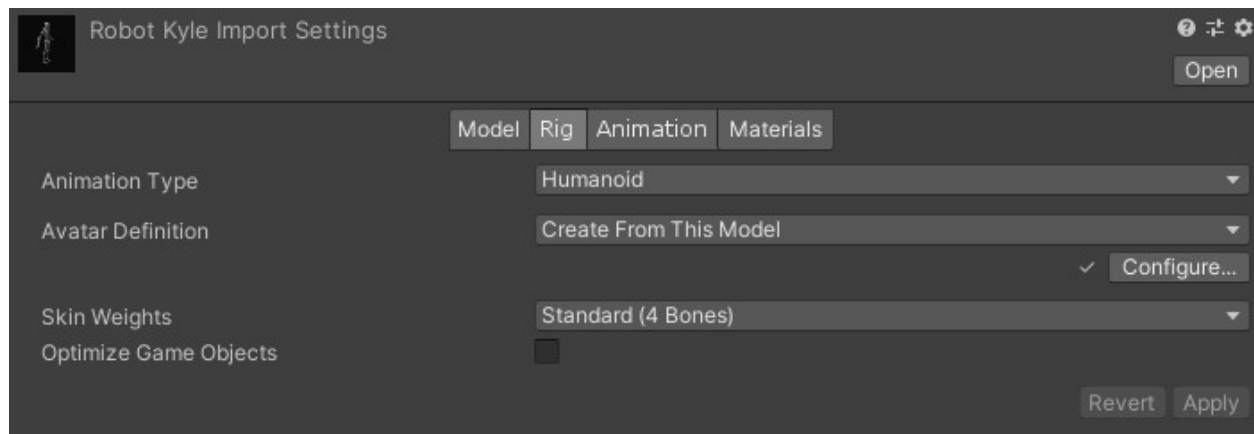 Robot Kyle Import Settings
Open
Model Rig Animation Materials
Animation Type Humanoid
Avatar Definition Create From This Model
Configure...
Skin Weights Standard (4 Bones)
Optimize Game Objects
Revert Apply